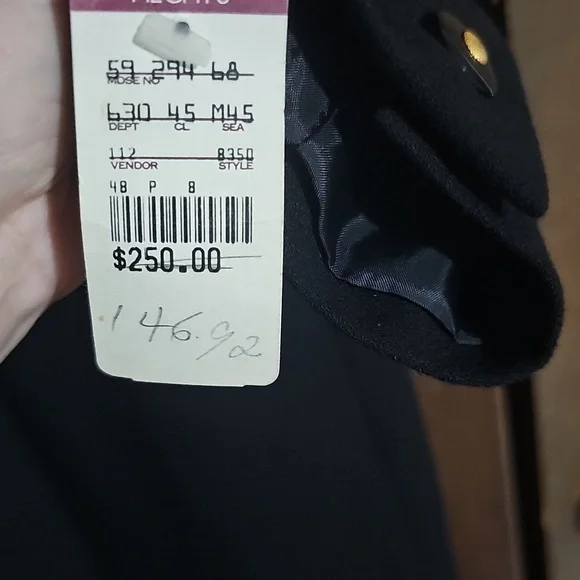 59 294 68
MDSE NO
630 45 M45
DEPT CL SEA
112 8350
VENDOR STYLE
48 P 8
$250.00
146.92